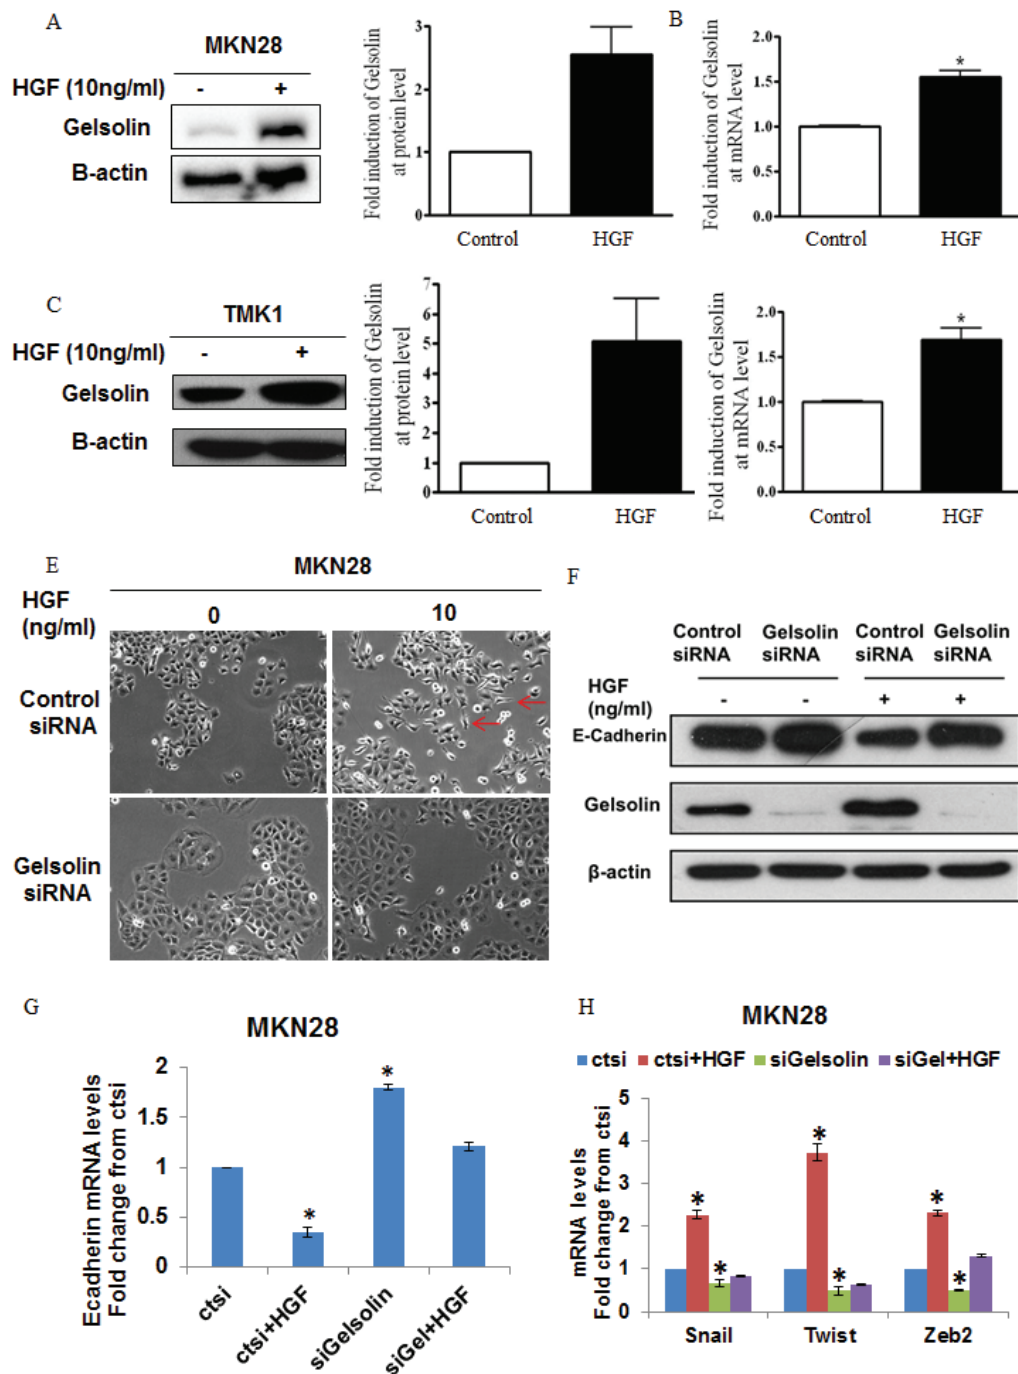 A
MKN28
HGF (10ng/ml)
-
+
Gelsolin
B-actin
Fold induction of Gelsolin
at protein level
3
2
1
0
Control
HGF
B
Fold induction of Gelsolin
at mRNA level
2.0
1.5
1.0
0.5
0.0
*
Control
HGF
C
TMK1
HGF (10ng/ml)
-
+
Gelsolin
B-actin
Fold induction of Gelsolin
at protein level
7
6
5
4
3
2
1
0
Control
HGF
Fold induction of Gelsolin
at mRNA level
2.0
1.5
1.0
0.5
0.0
*
Control
HGF
E
MKN28
HGF
(ng/ml)
0
10
Control
siRNA
Gelsolin
siRNA
F
Control
siRNA
Gelsolin
siRNA
Control
siRNA
Gelsolin
siRNA
HGF
(ng/ml)
-
-
+
+
E-Cadherin
Gelsolin
β-actin
G
MKN28
Ecadherin mRNA levels
Fold change from ctsi
2
1.5
1
0.5
0
*
*
ctsi
ctsi+HGF
siGelsolin
siGel+HGF
H
MKN28
ctsi
ctsi+HGF
siGelsolin
siGel+HGF
mRNA levels
Fold change from ctsi
5
4
3
2
1
0
*
*
*
*
*
*
Snail
Twist
Zeb2